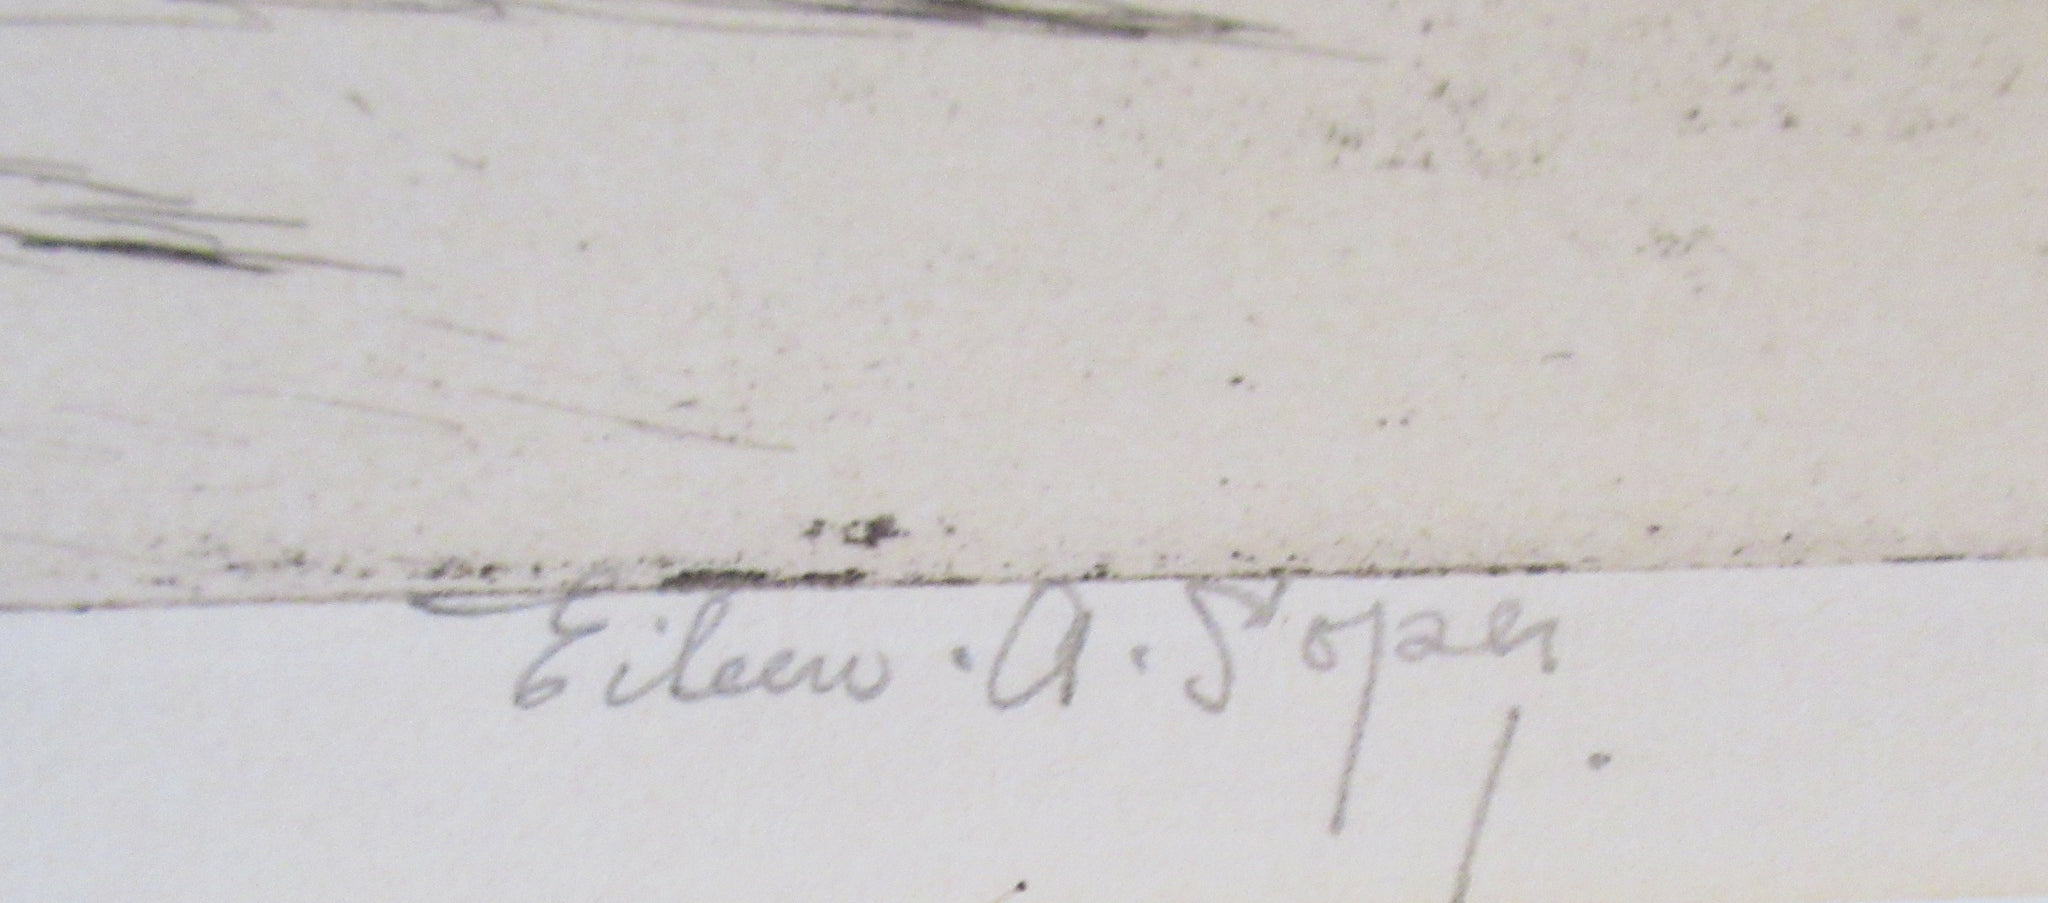 Eileen . A . Soper .